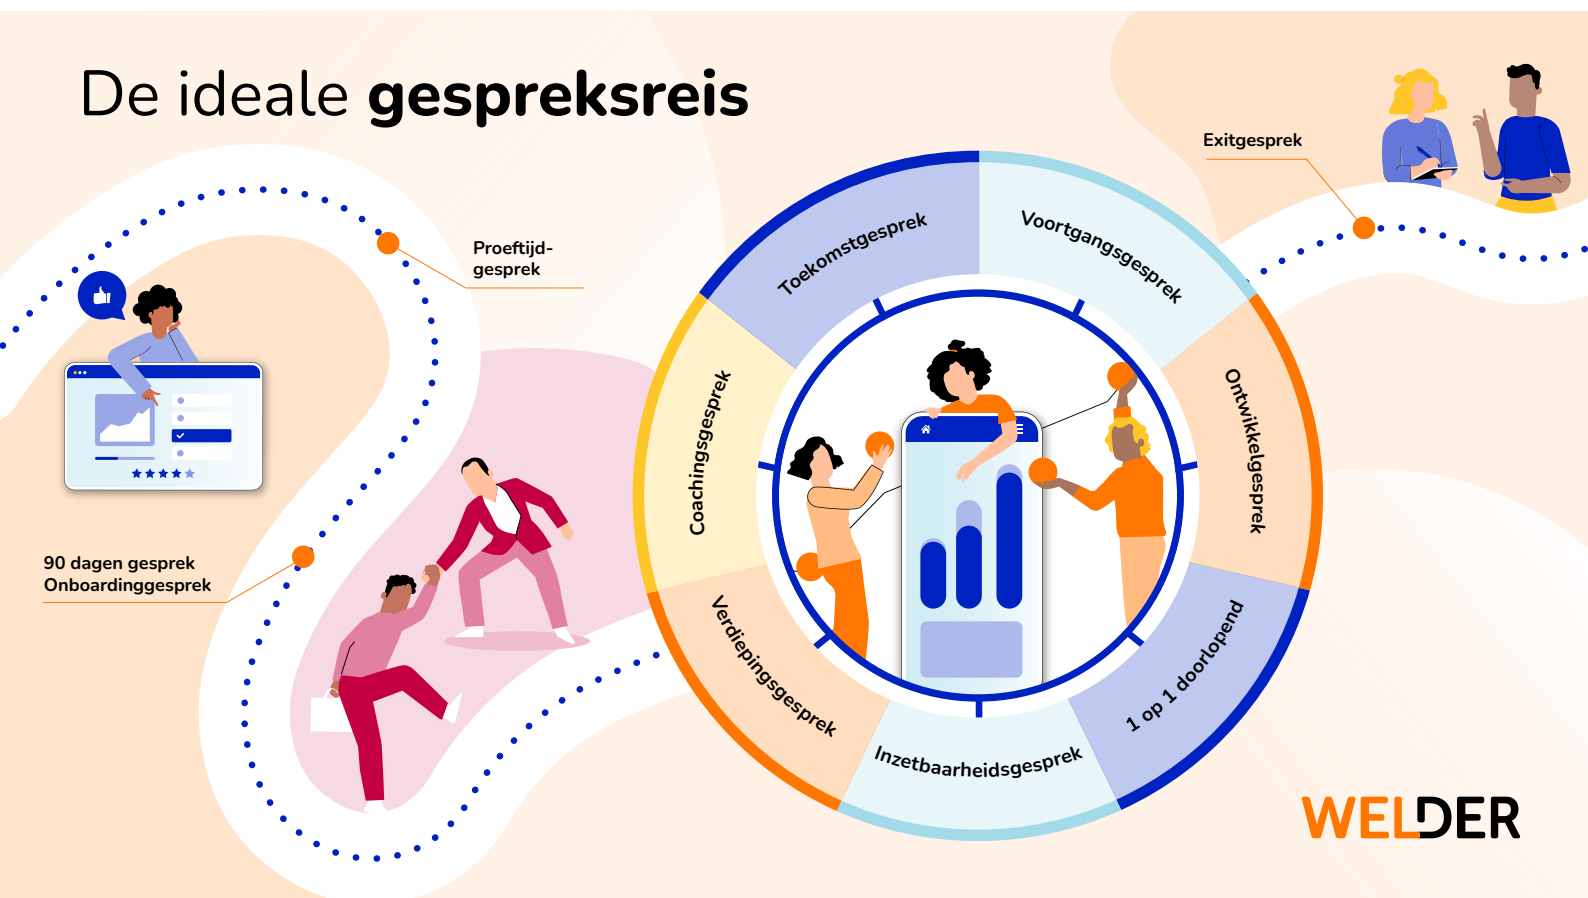 De ideale gespreksreis
Proeftijd-
gesprek
90 dagen gesprek
Onboardinggesprek
Toekomstgesprek
Voortgangsgesprek
Ontwikkelgesprek
1 op 1 doorlopend
Inzetbaarheidsgesprek
Verdiepingsgesprek
Coachingsgesprek
Exitgesprek
WELDER